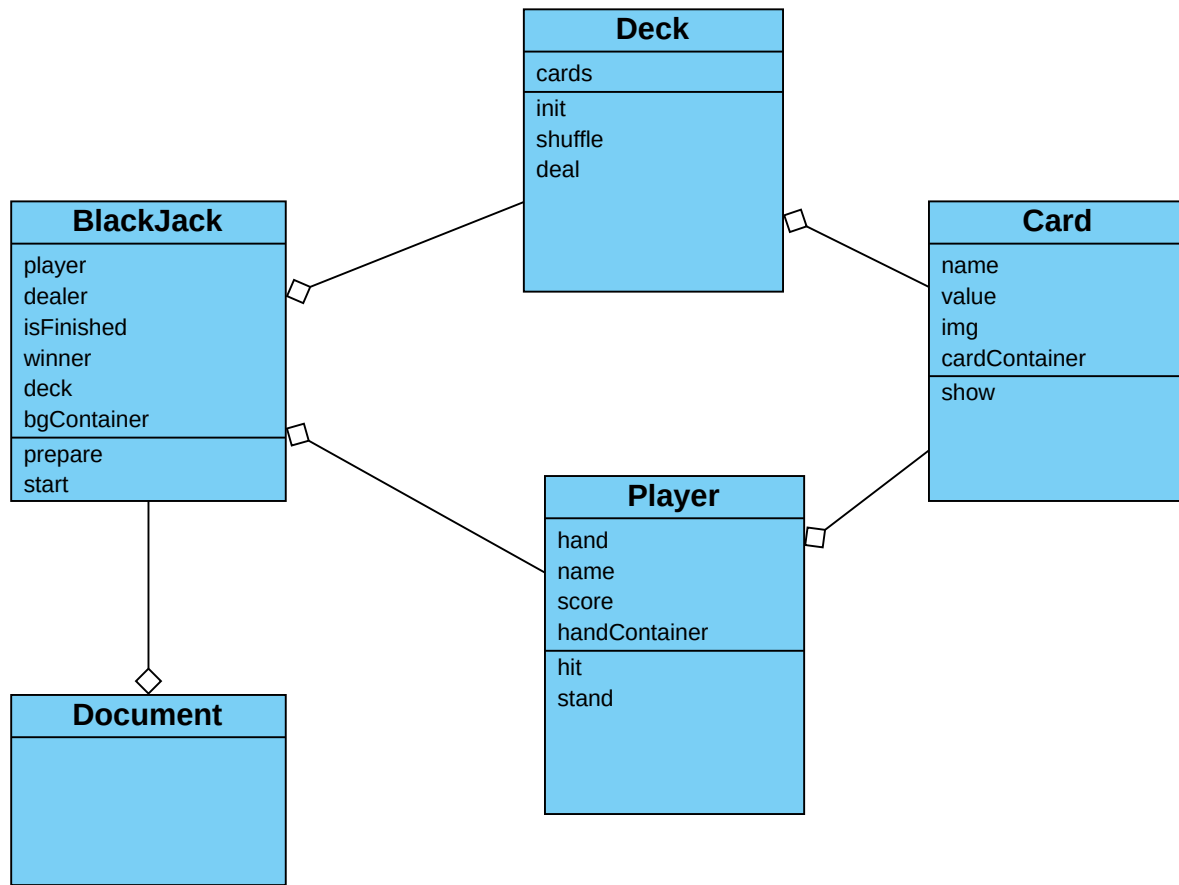 Deck
cards
init
shuffle
deal
BlackJack
player
dealer
isFinished
winner
deck
bgContainer
prepare
start
Card
name
value
img
cardContainer
show
Player
hand
name
score
handContainer
hit
stand
Document